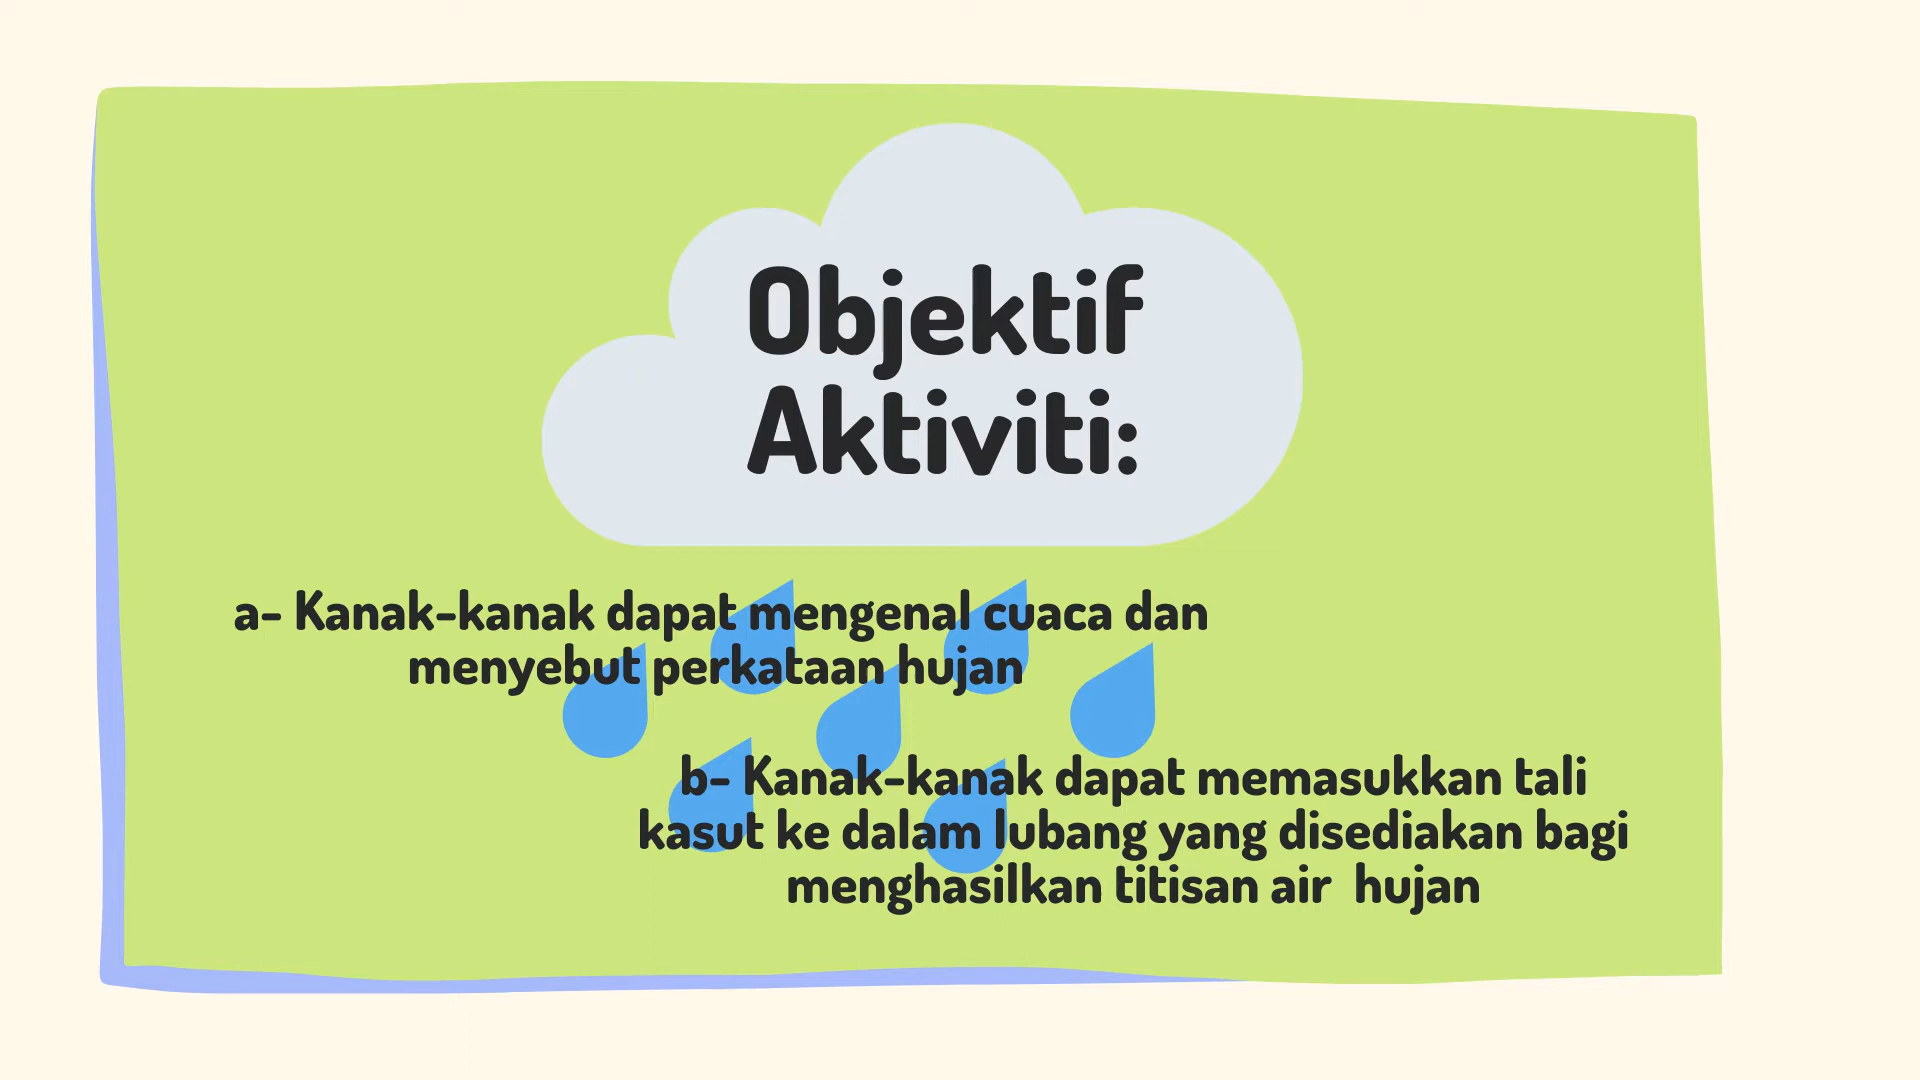 Objektif
Aktiviti:
a- Kanak-kanak dapat mengenal cuaca dan
menyebut perkataan hujan
b- Kanak-kanak dapat memasukkan tali
kasut ke dalam lubang yang disediakan bagi
menghasilkan titisan air  hujan